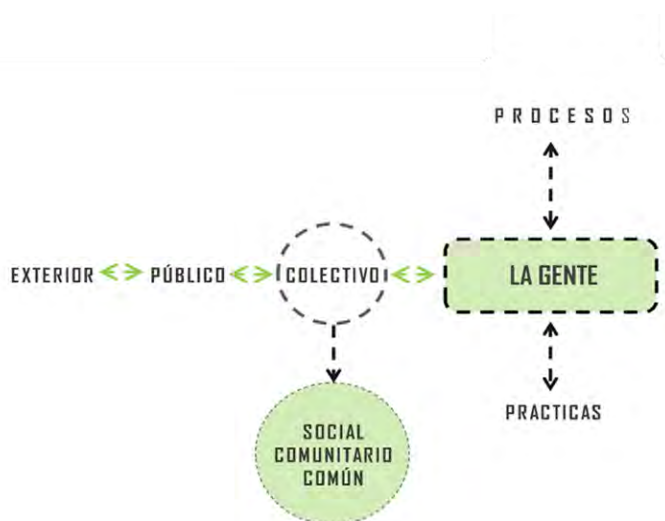 PROCESOS
EXTERIOR
PÚBLICO
COLECTIVO
LA GENTE
PRACTICAS
SOCIAL
COMUNITARIO
COMÚN